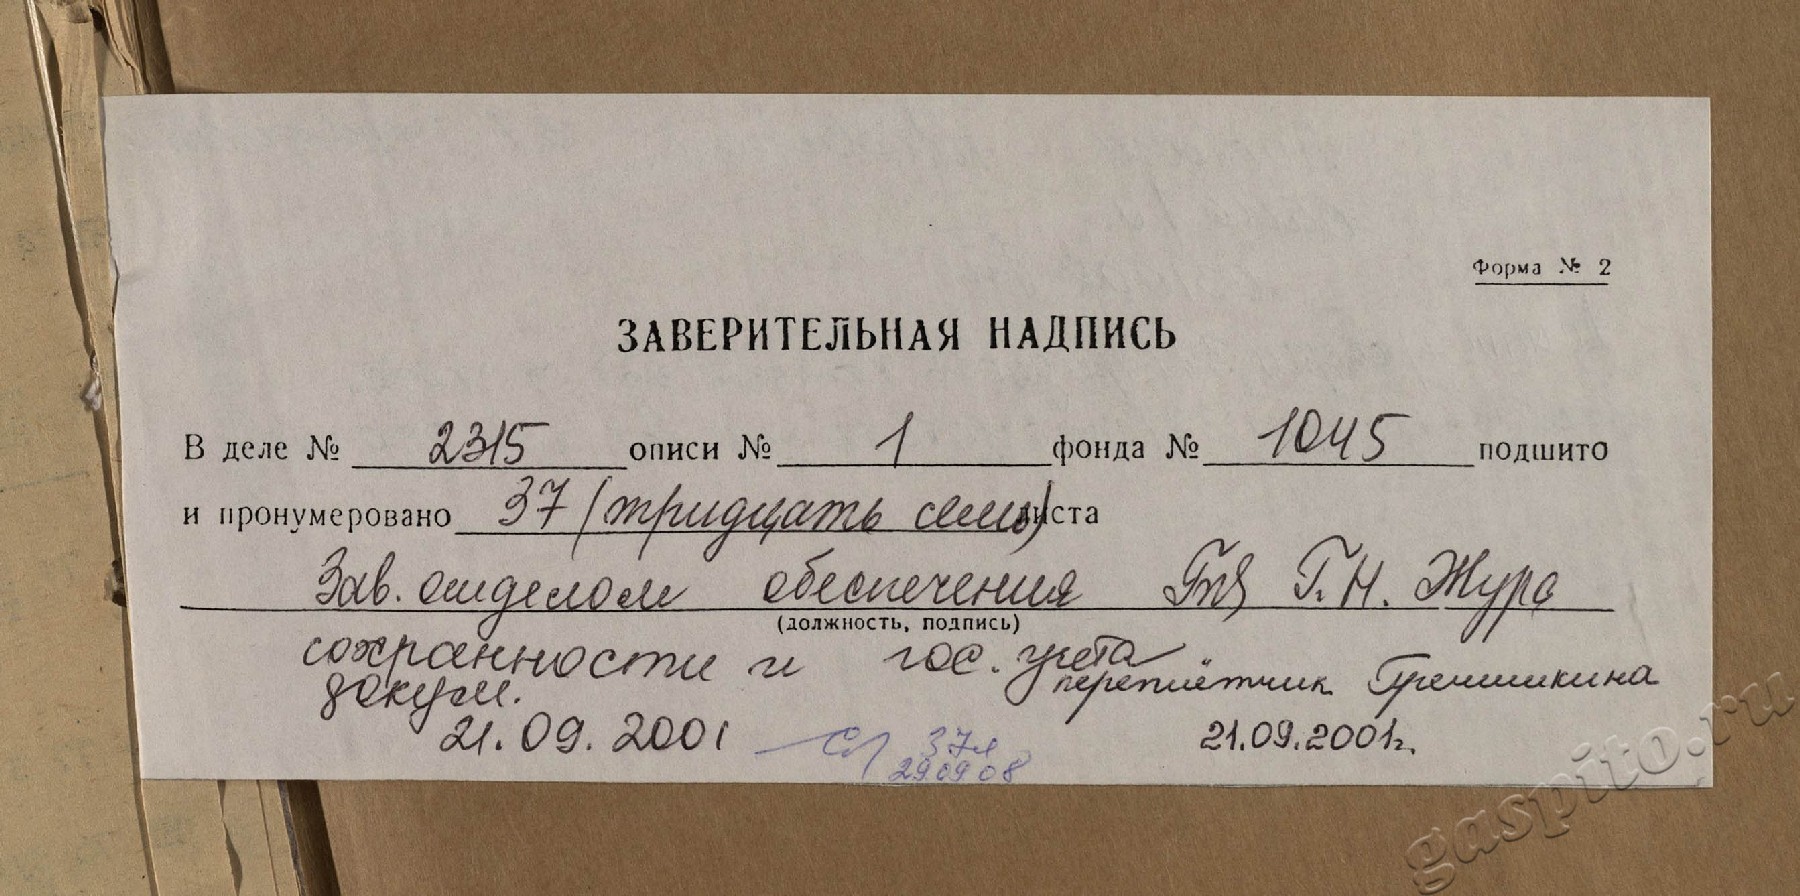 Форма № 2
ЗАВЕРИТЕЛЬНАЯ НАДПИСЬ
В деле № 2315 описи № 1 фонда № 1045 подшито
и пронумеровано 37 (тридцать семь) листа
Зав. отделом обеспечения Г.Н. Жура
(должность, подпись)
сохранности и гос. учета
докум.
переплётчик Гречишкина
21.09.2001
21.09.2001г.
37л
29.09.08
gaspito.ru